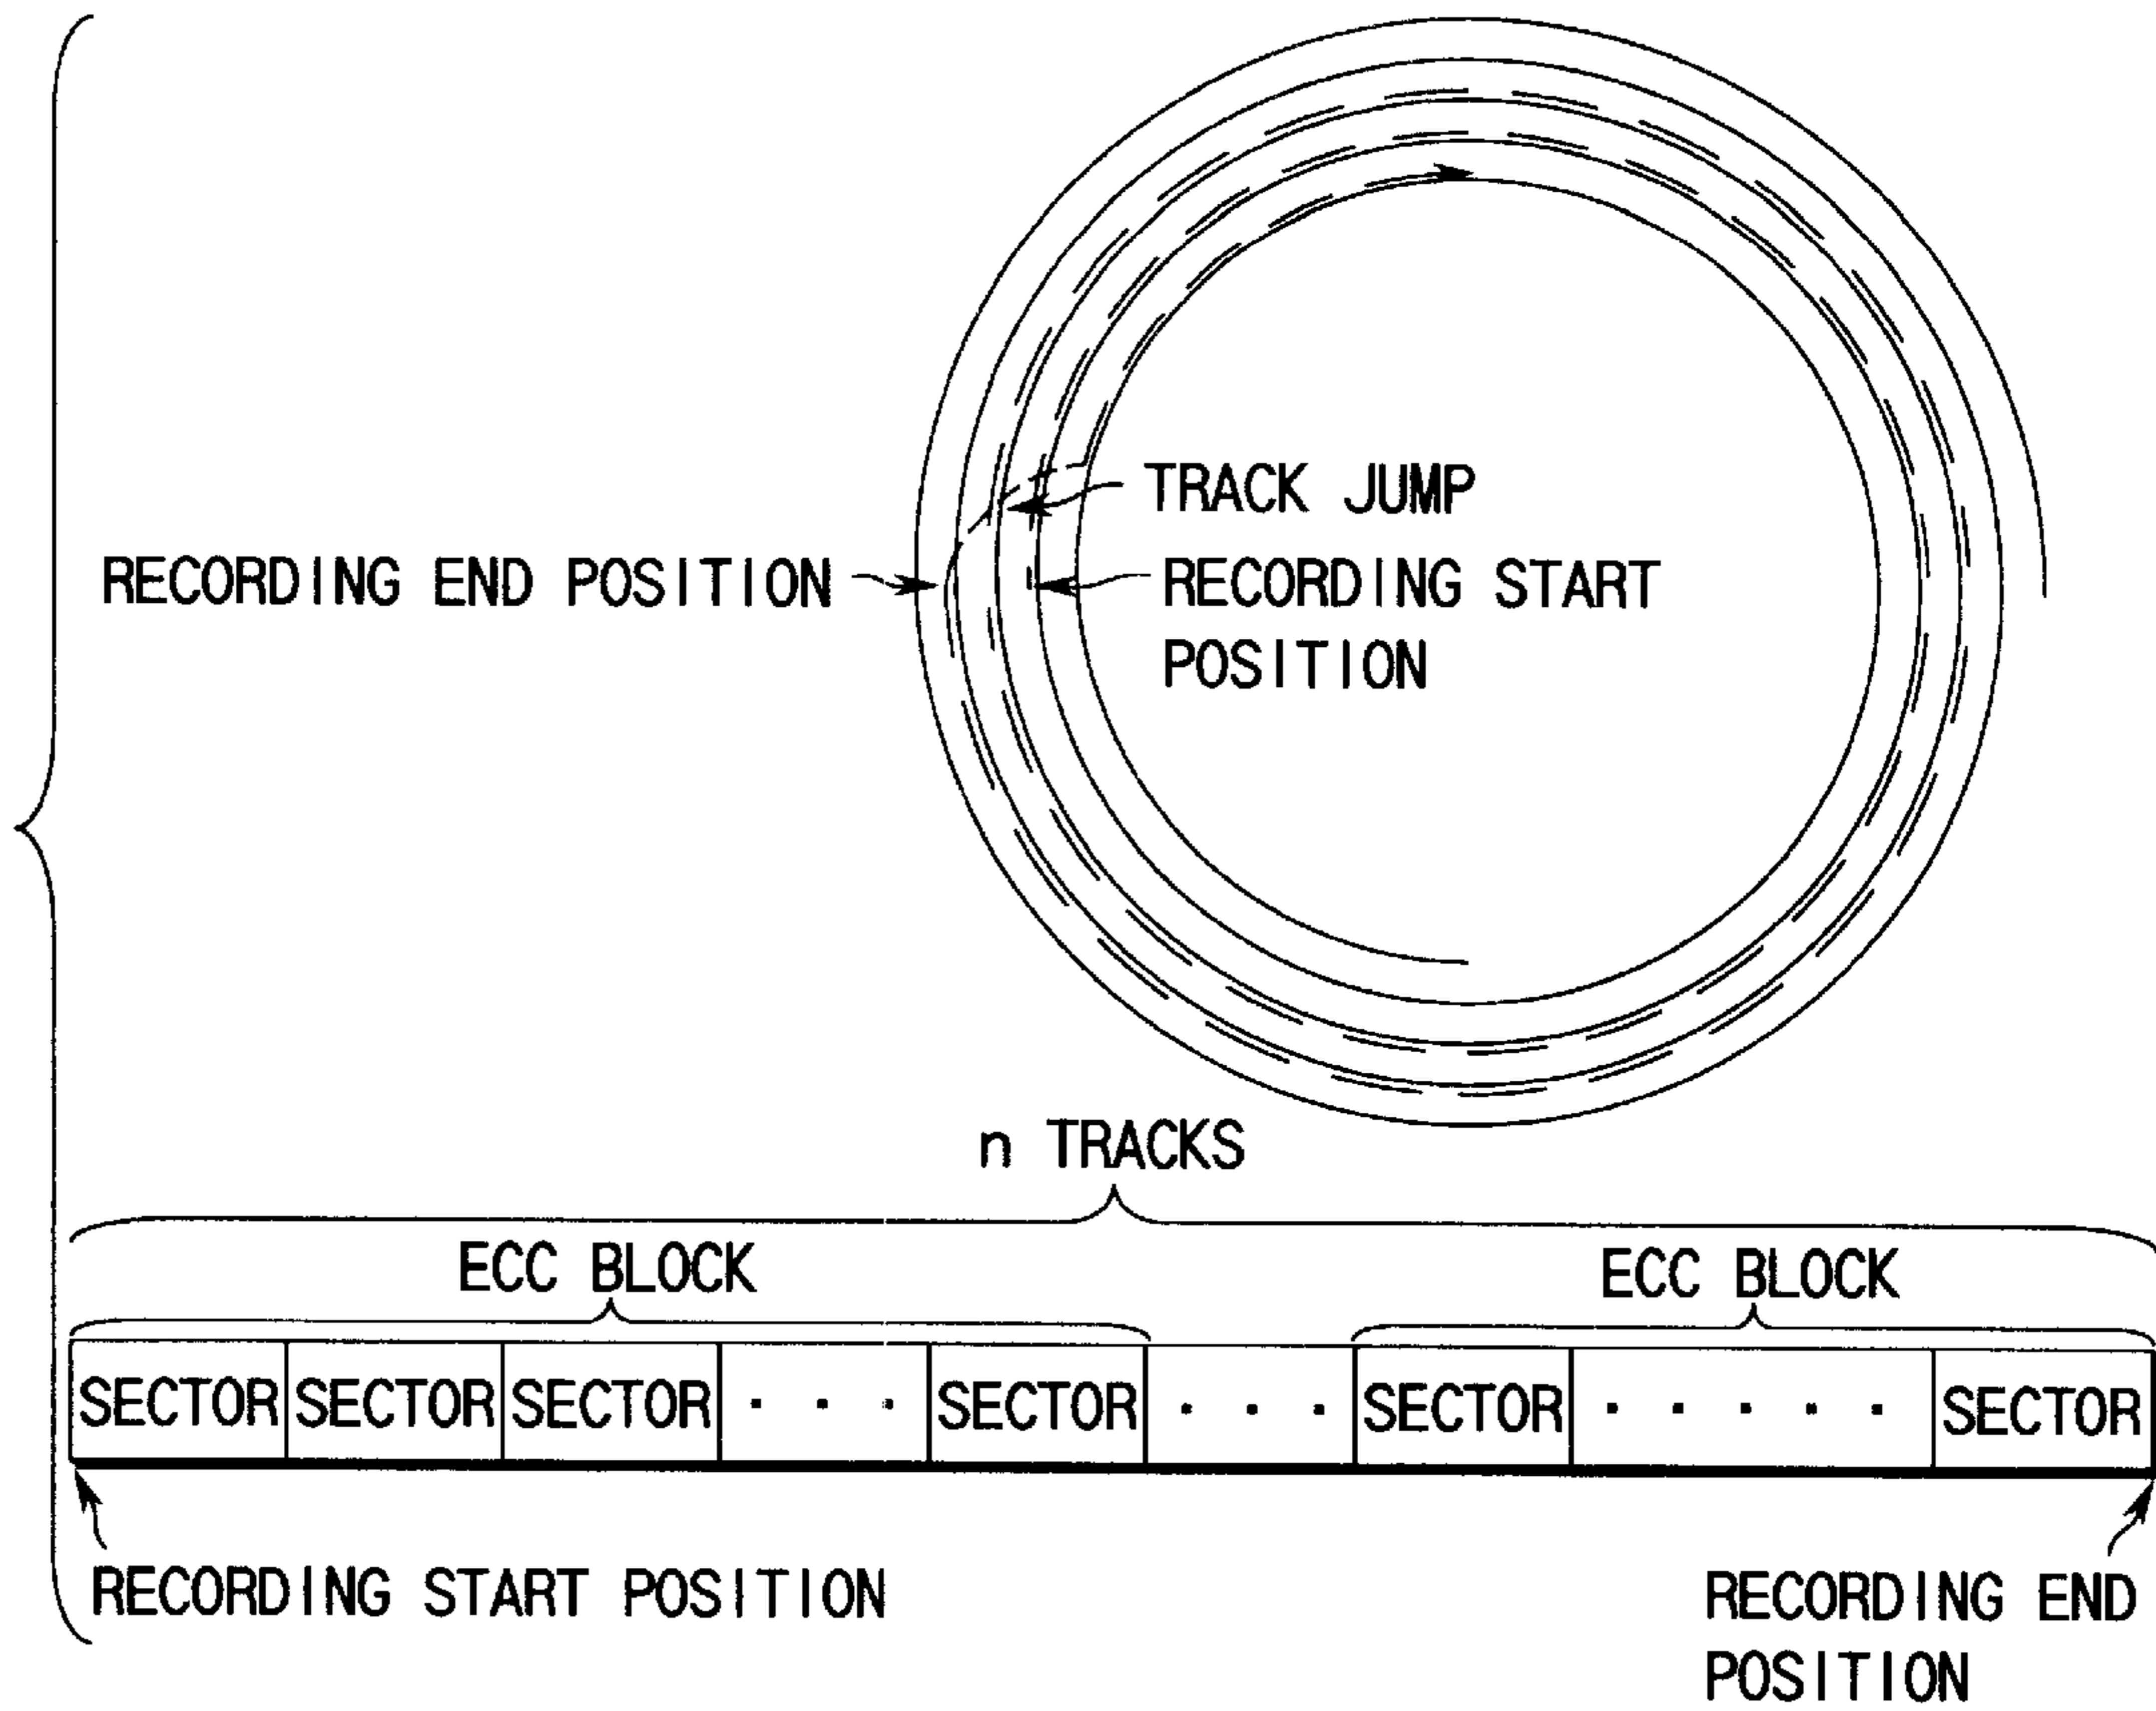 TRACK JUMP
RECORDING END POSITION
RECORDING START
POSITION
n TRACKS
ECC BLOCK
ECC BLOCK
SECTOR SECTOR SECTOR . . . SECTOR . . . SECTOR . . . . . SECTOR
RECORDING START POSITION
RECORDING END
POSITION